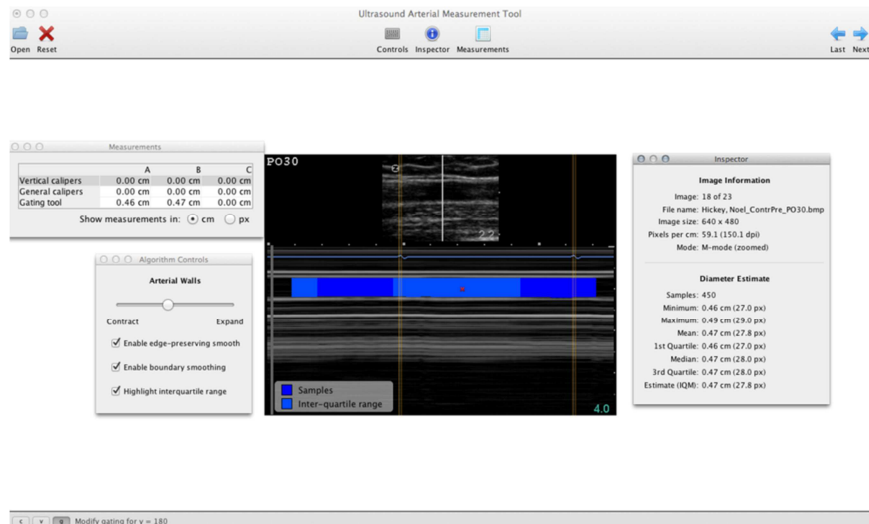 Ultrasound Arterial Measurement Tool
Open Reset
Controls Inspector Measurements
Last Next
Measurements
A B C
Vertical calipers 0.00 cm 0.00 cm 0.00 cm
General calipers 0.00 cm 0.00 cm 0.00 cm
Gating tool 0.46 cm 0.47 cm 0.00 cm
Show measurements in: cm px
Algorithm Controls
Arterial Walls
Contract Expand
Enable edge-preserving smooth
Enable boundary smoothing
Highlight interquartile range
PO30
2.2
Samples
Inter-quartile range
4.0
Inspector
Image Information
Image: 18 of 23
File name: Hickey, Noel_ContrPre_PO30.bmp
Image size: 640 x 480
Pixels per cm: 59.1 (150.1 dpi)
Mode: M-mode (zoomed)
Diameter Estimate
Samples: 450
Minimum: 0.46 cm (27.0 px)
Maximum: 0.49 cm (29.0 px)
Mean: 0.47 cm (27.8 px)
1st Quartile: 0.46 cm (27.0 px)
Median: 0.47 cm (28.0 px)
3rd Quartile: 0.47 cm (28.0 px)
Estimate (IQM): 0.47 cm (27.8 px)
c v g Modify gating for y = 180